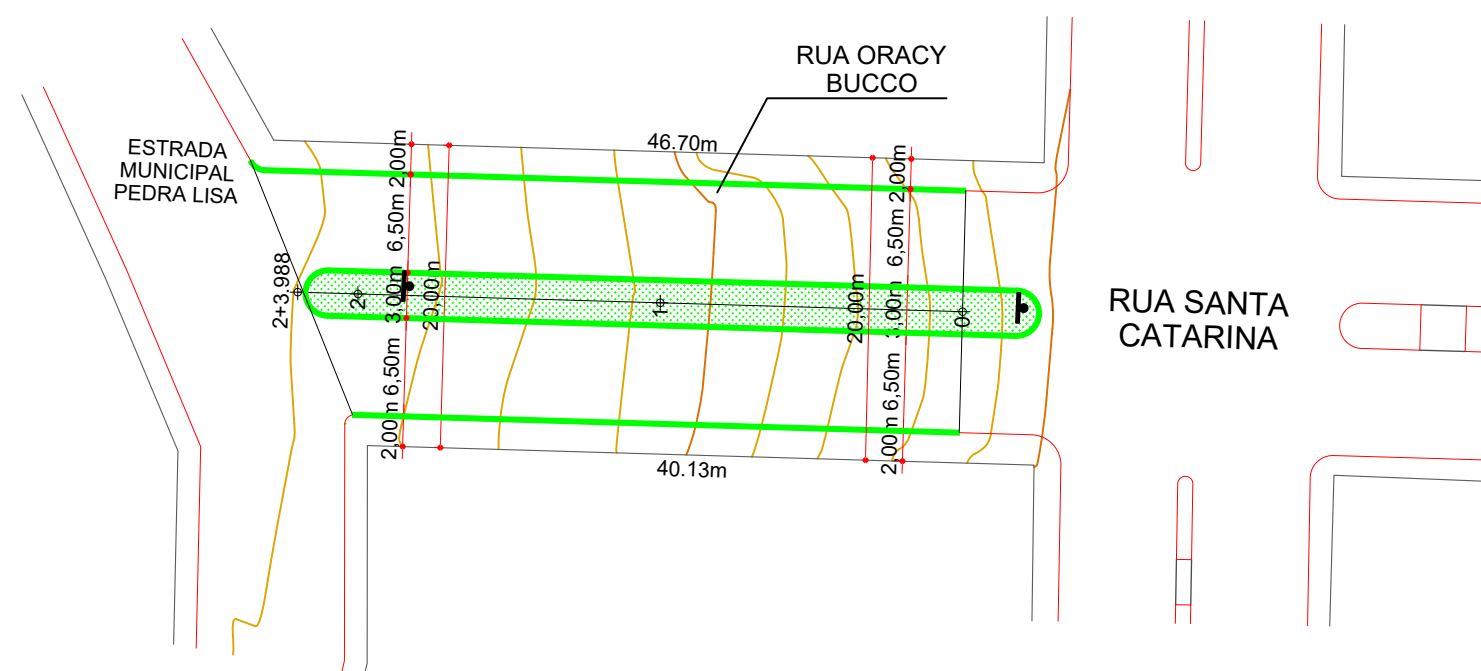 RUA ORACY
BUCCO
46.70m
ESTRADA
MUNICIPAL
PEDRA LISA
2,00m
6,50m
3,00m
20,00m
6,50m
2,00m
2+3.988
2
1
0
2,00m
6,50m
3,00m
20,00m
6,50m
2,00m
40.13m
RUA SANTA
CATARINA